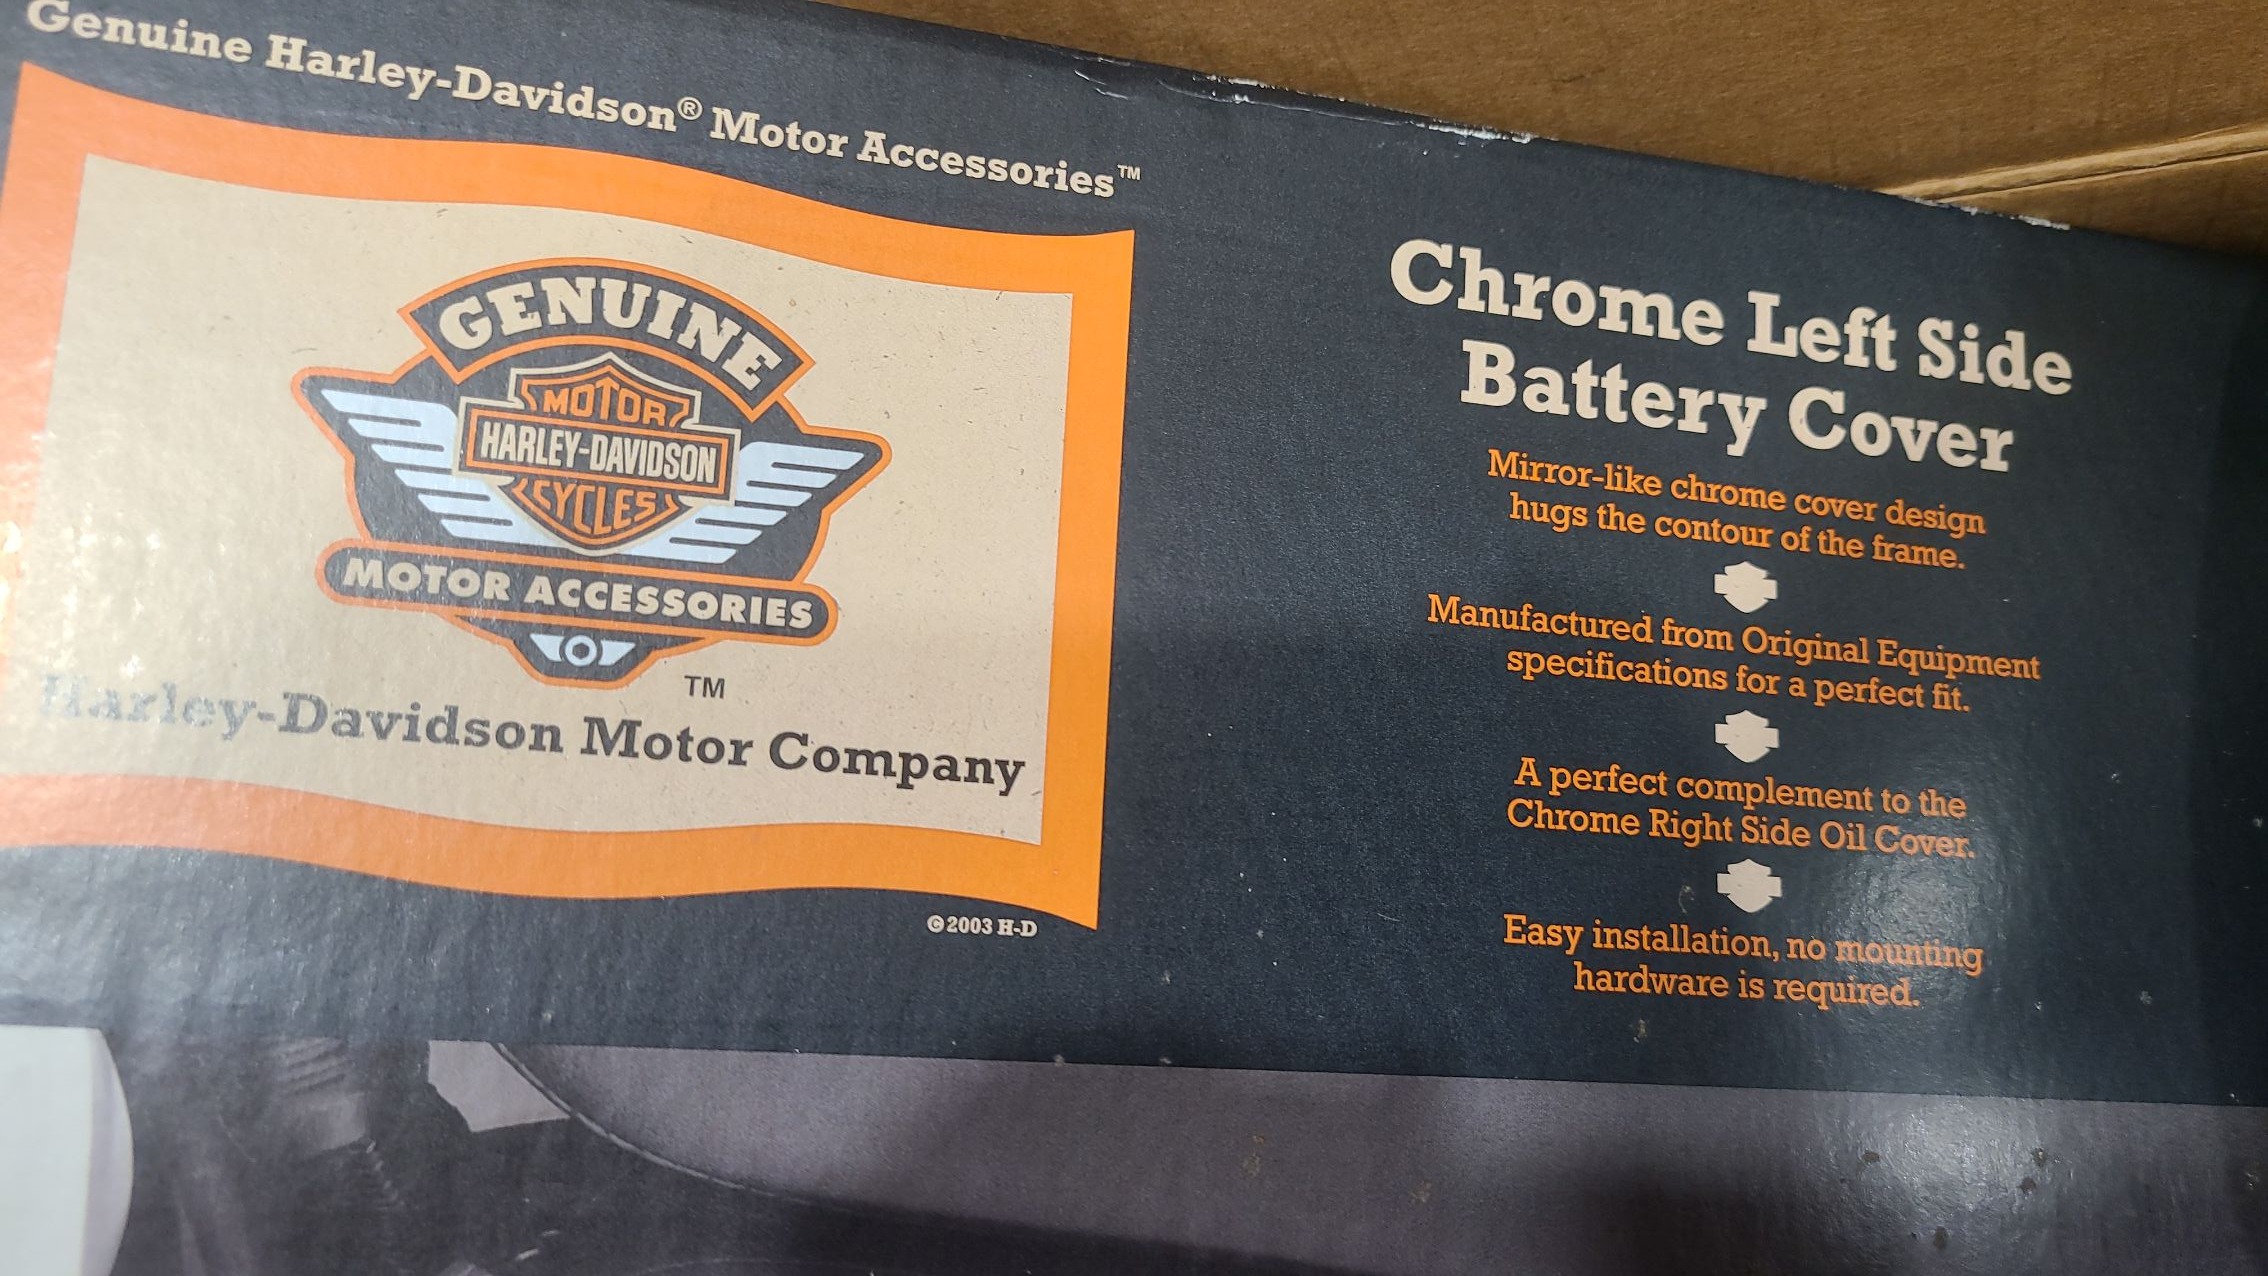 Genuine Harley-Davidson® Motor Accessories™
GENUINE
MOTOR
HARLEY-DAVIDSON
CYCLES
MOTOR ACCESSORIES
TM
Harley-Davidson Motor Company
©2003 H-D
Chrome Left Side
Battery Cover
Mirror-like chrome cover design
hugs the contour of the frame.
Manufactured from Original Equipment
specifications for a perfect fit.
A perfect complement to the
Chrome Right Side Oil Cover.
Easy installation, no mounting
hardware is required.